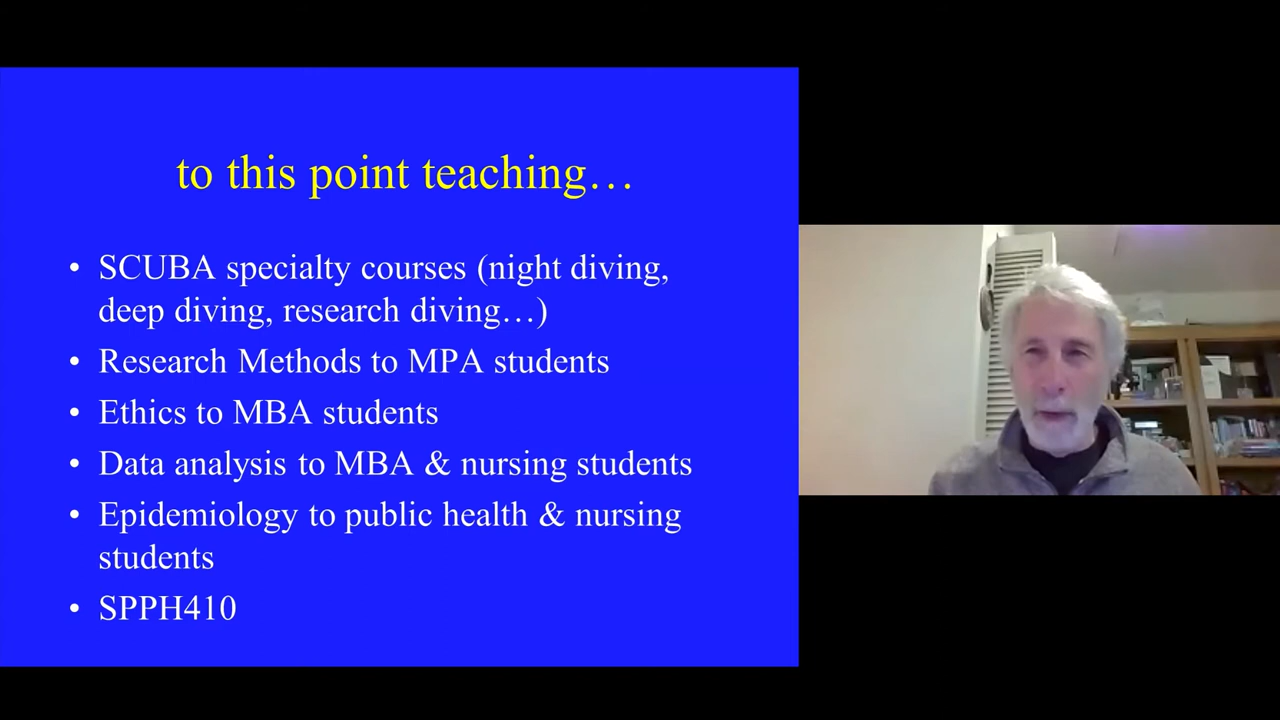 to this point teaching…
• SCUBA specialty courses (night diving,
deep diving, research diving…)
• Research Methods to MPA students
• Ethics to MBA students
• Data analysis to MBA & nursing students
• Epidemiology to public health & nursing
students
• SPPH410